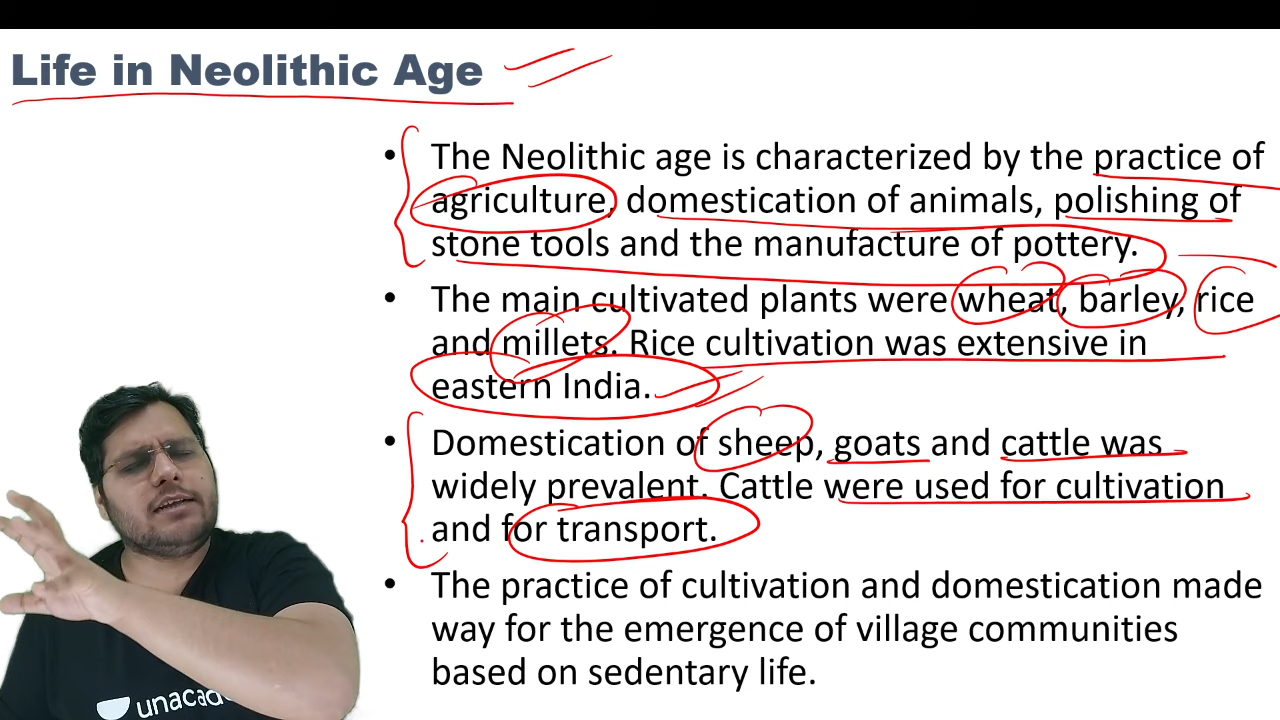 Life in Neolithic Age
• The Neolithic age is characterized by the practice of
agriculture, domestication of animals, polishing of
stone tools and the manufacture of pottery.
• The main cultivated plants were wheat, barley, rice
and millets. Rice cultivation was extensive in
eastern India.
• Domestication of sheep, goats and cattle was
widely prevalent. Cattle were used for cultivation
and for transport.
• The practice of cultivation and domestication made
way for the emergence of village communities
based on sedentary life.
unacad